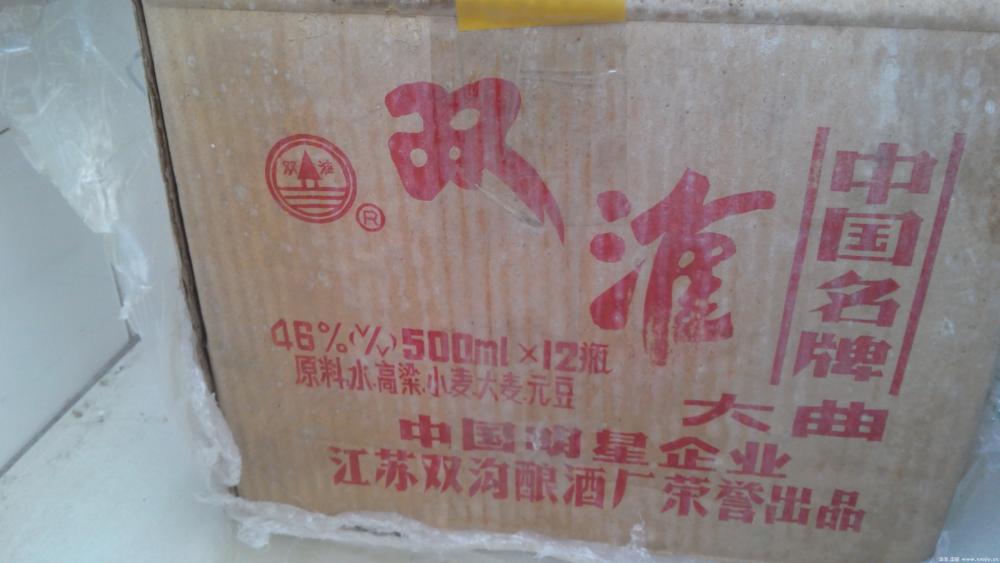 双淮
双淮
®
中国名牌
46%(V/V)500ml×12瓶
原料:水、高粱、小麦、大麦、元豆
大曲
中国明星企业
江苏双沟酿酒厂荣誉出品